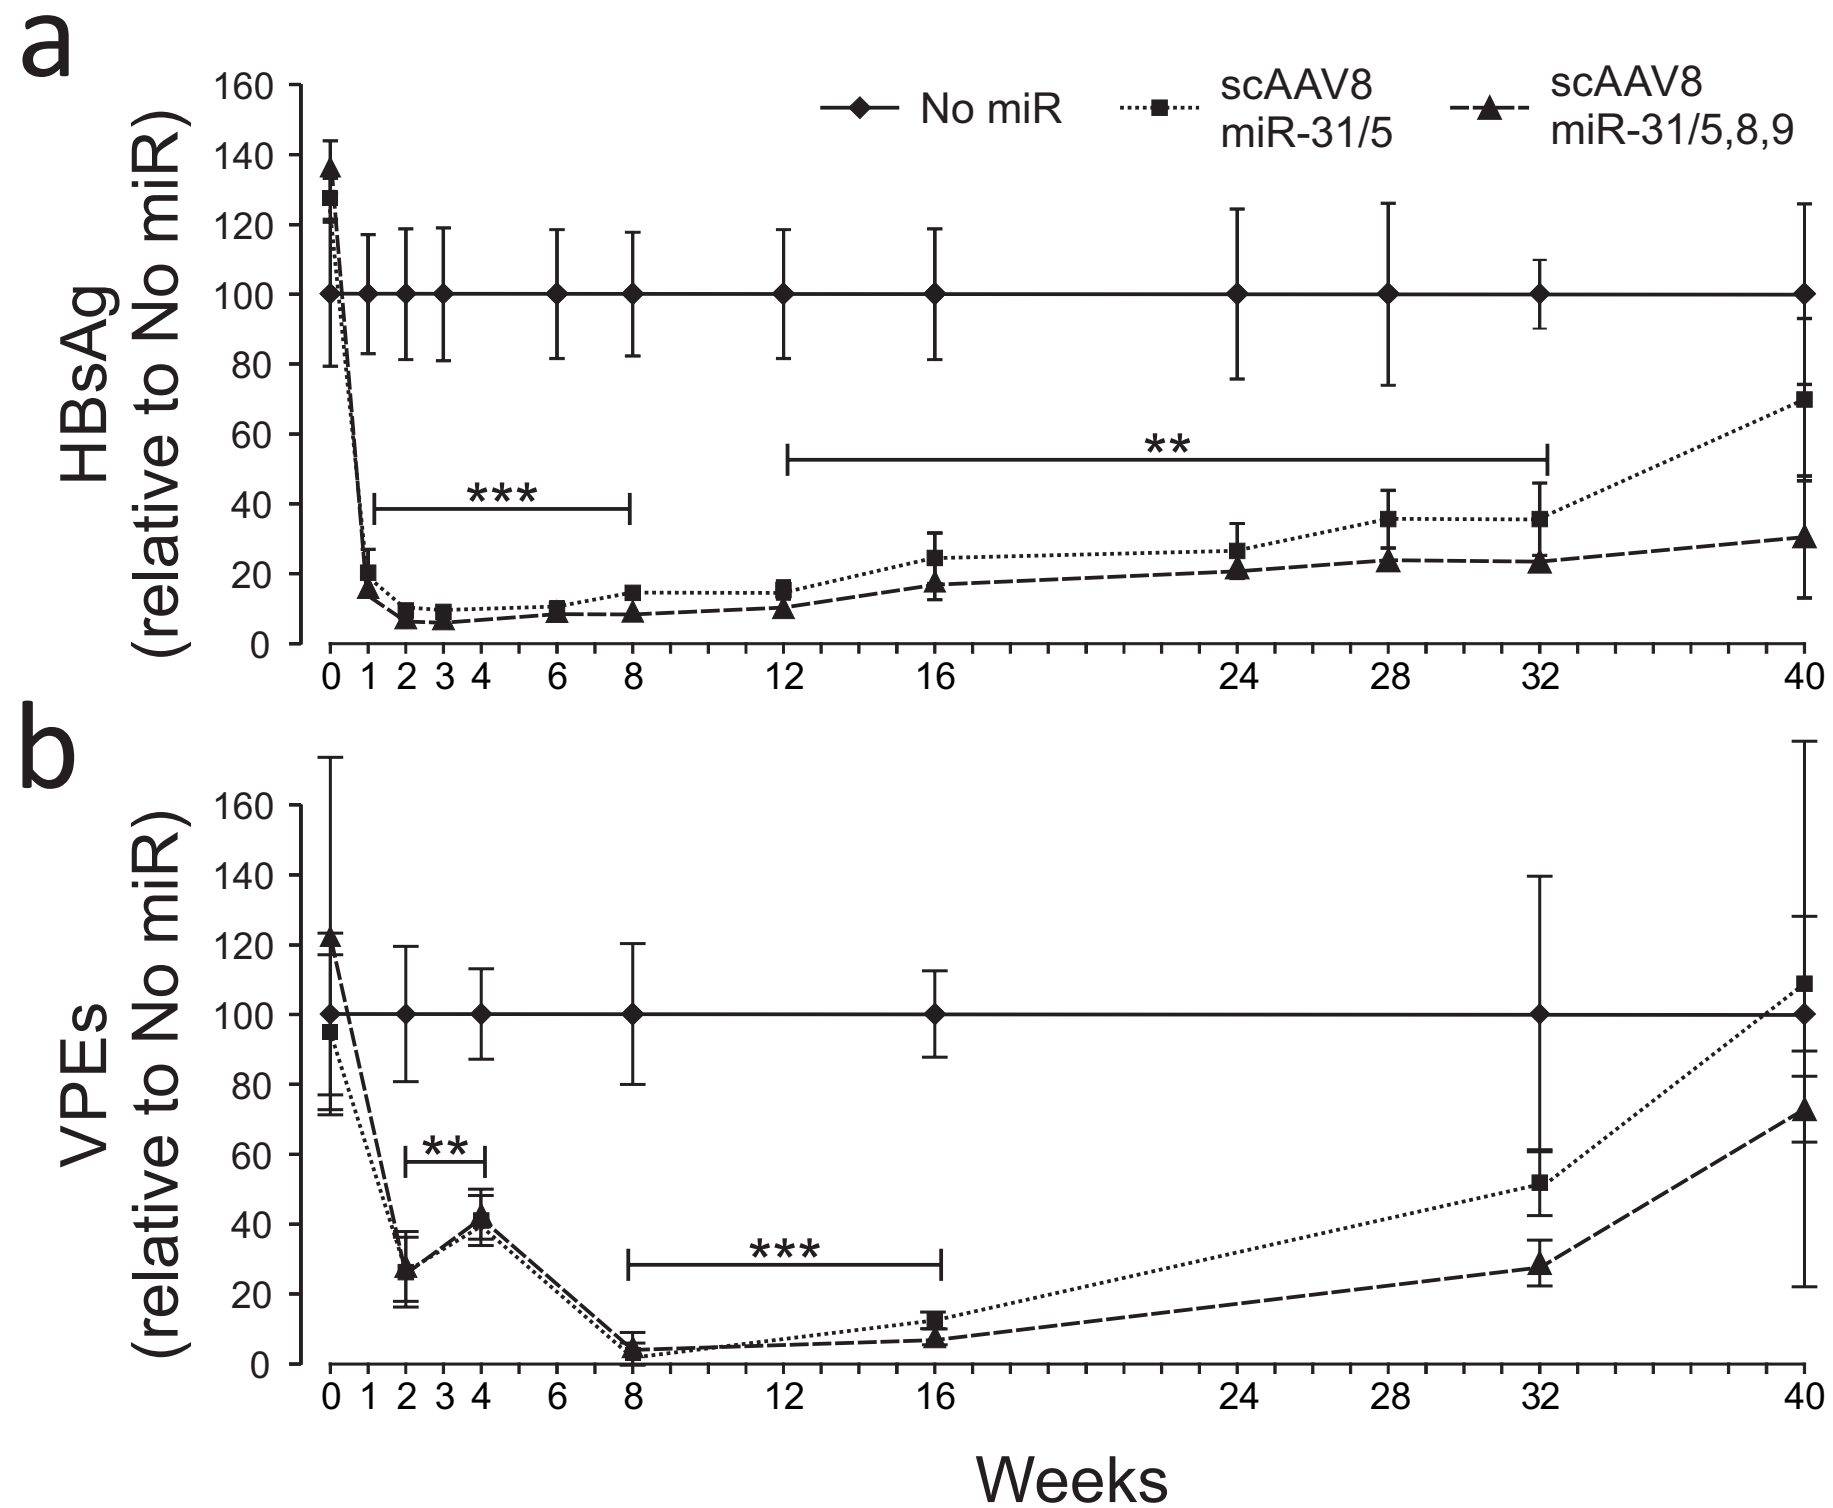 a
No miR
scAAV8
miR-31/5
scAAV8
miR-31/5,8,9
HBsAg
(relative to No miR)
160
140
120
100
80
60
40
20
0
***
**
0 1 2 3 4 6 8 12 16 24 28 32 40
b
VPEs
(relative to No miR)
160
140
120
100
80
60
40
20
0
**
***
0 1 2 3 4 6 8 12 16 24 28 32 40
Weeks